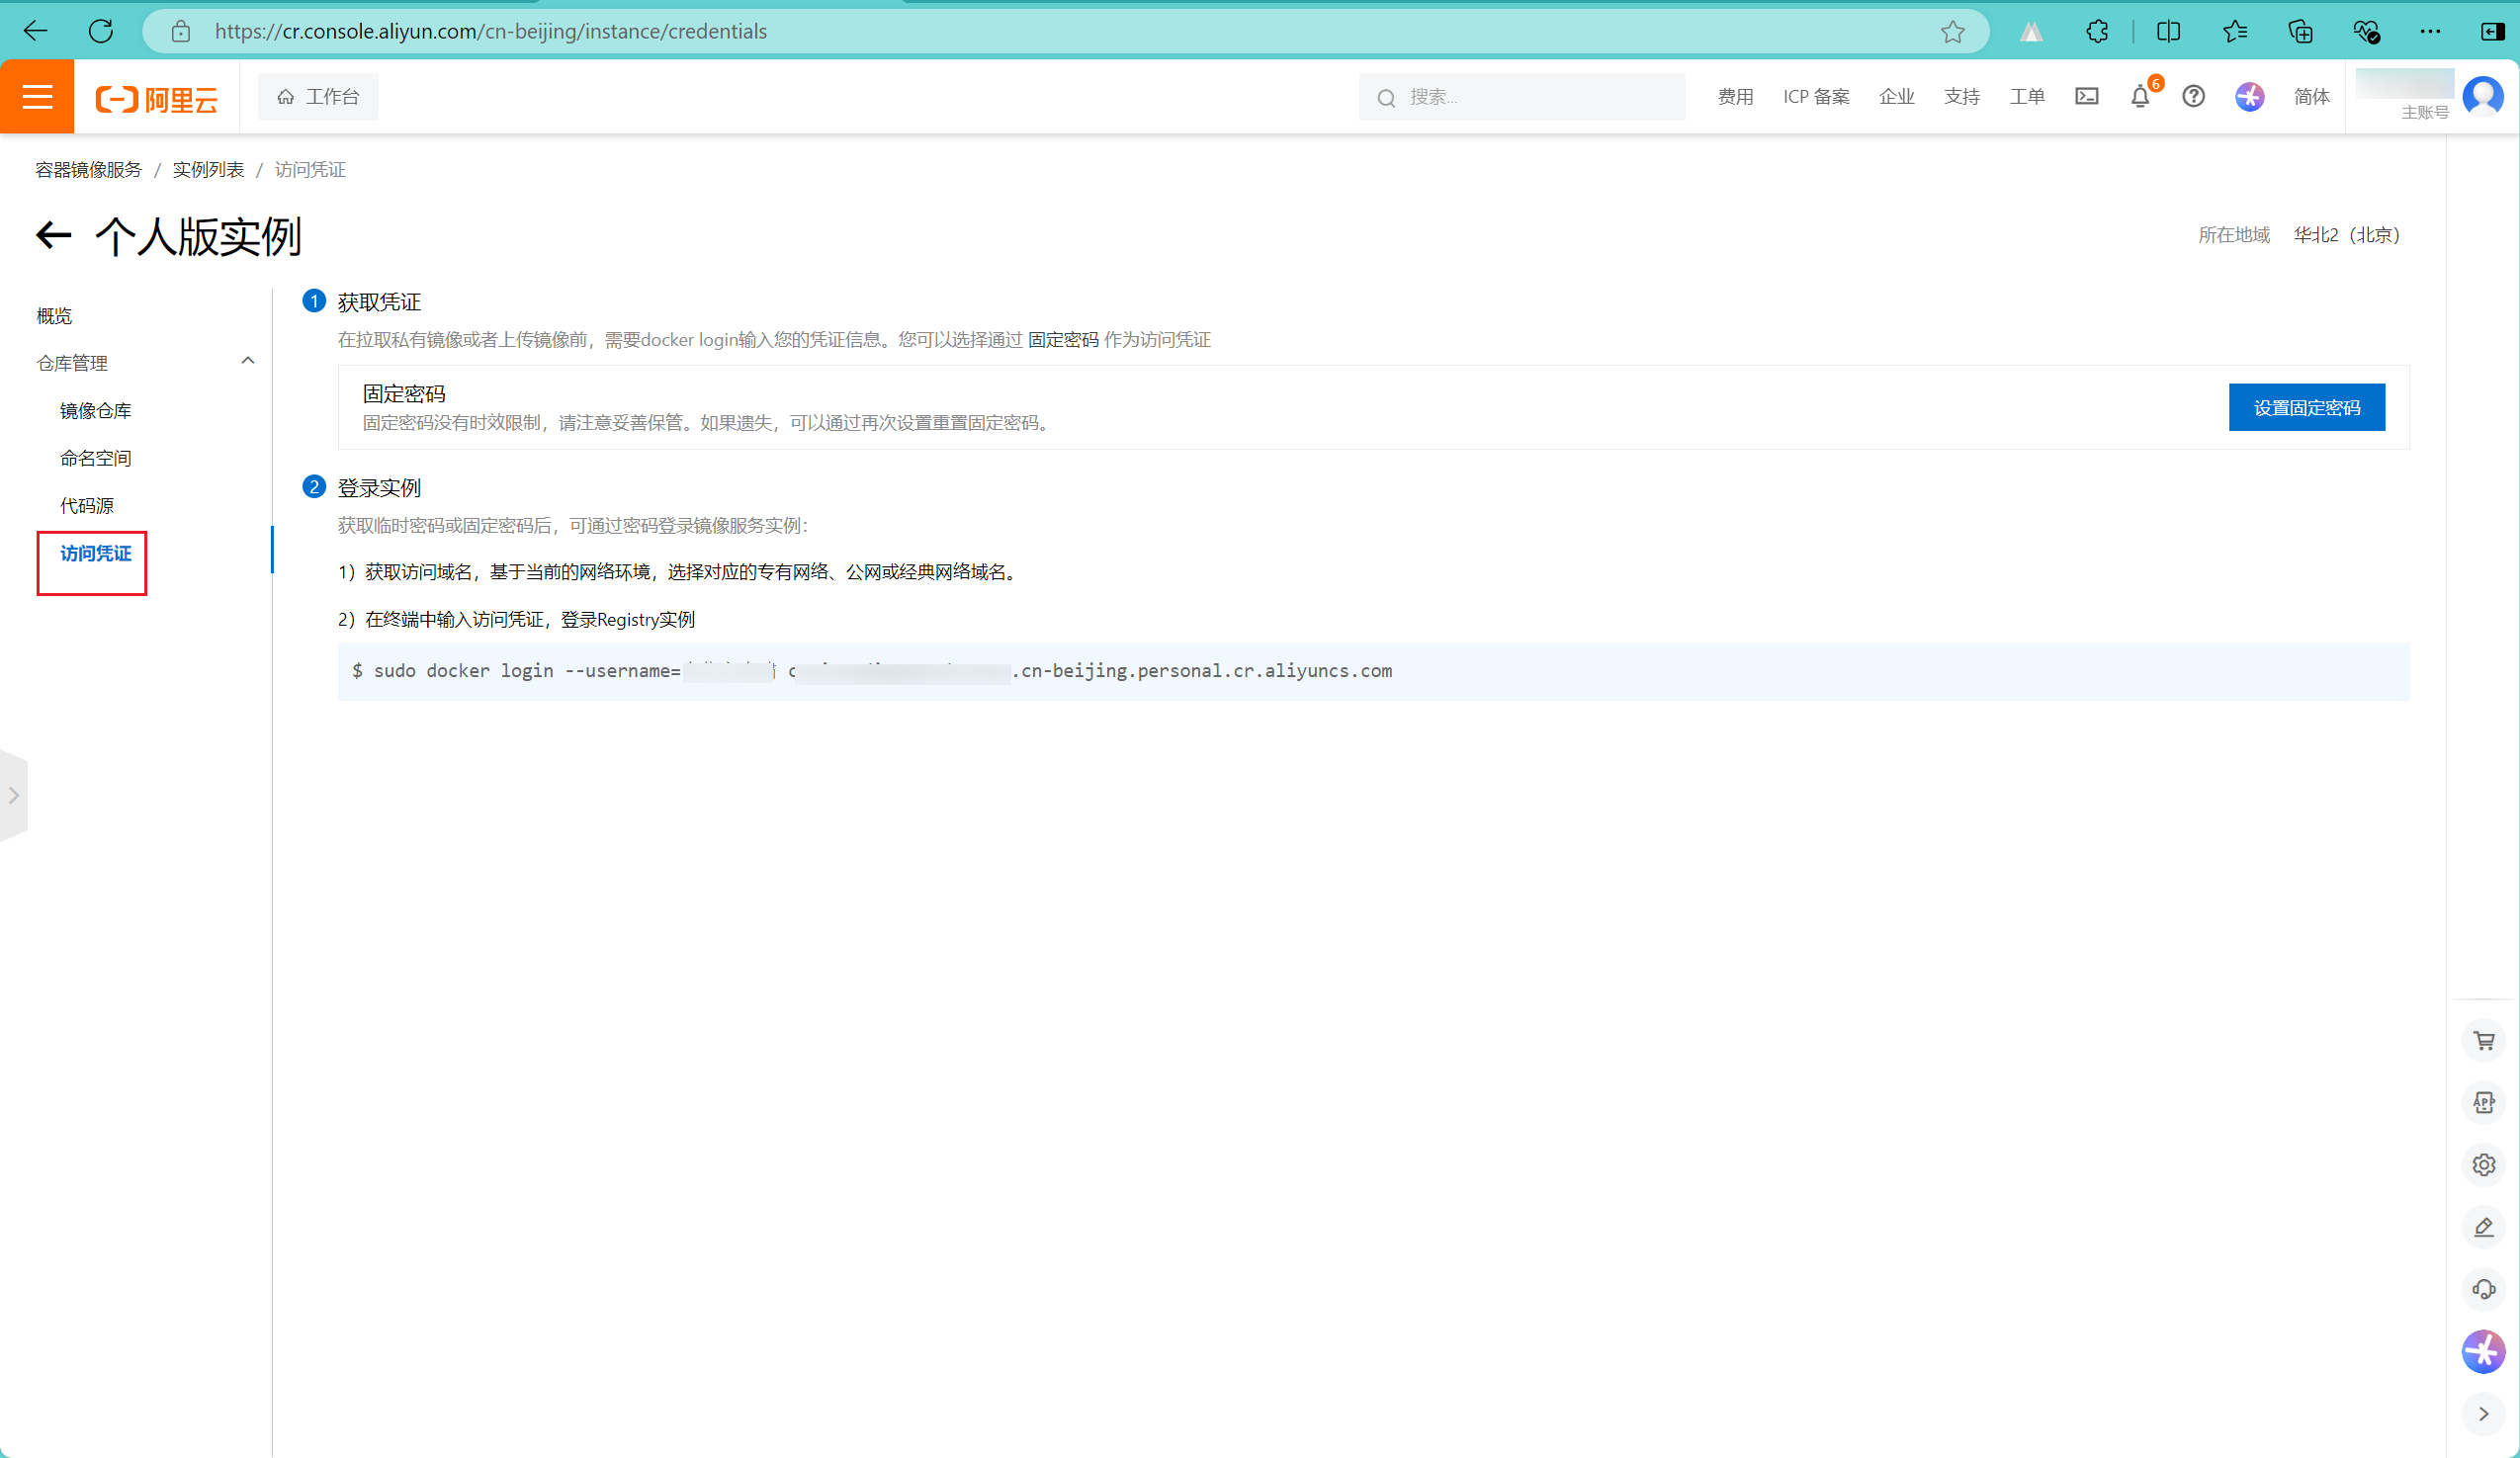 https://cr.console.aliyun.com/cn-beijing/instance/credentials
阿里云
工作台
搜索...
费用
ICP 备案
企业
支持
工单
6
简体
主账号
容器镜像服务 / 实例列表 / 访问凭证
个人版实例
所在地域 华北2（北京）
概览
仓库管理
镜像仓库
命名空间
代码源
访问凭证
1 获取凭证
在拉取私有镜像或者上传镜像前，需要docker login输入您的凭证信息。您可以选择通过 固定密码 作为访问凭证
固定密码
固定密码没有时效限制，请注意妥善保管。如果遗失，可以通过再次设置重置固定密码。
设置固定密码
2 登录实例
获取临时密码或固定密码后，可通过密码登录镜像服务实例：
1）获取访问域名，基于当前的网络环境，选择对应的专有网络、公网或经典网络域名。
2）在终端中输入访问凭证，登录Registry实例
$ sudo docker login --username= .cn-beijing.personal.cr.aliyuncs.com
APP